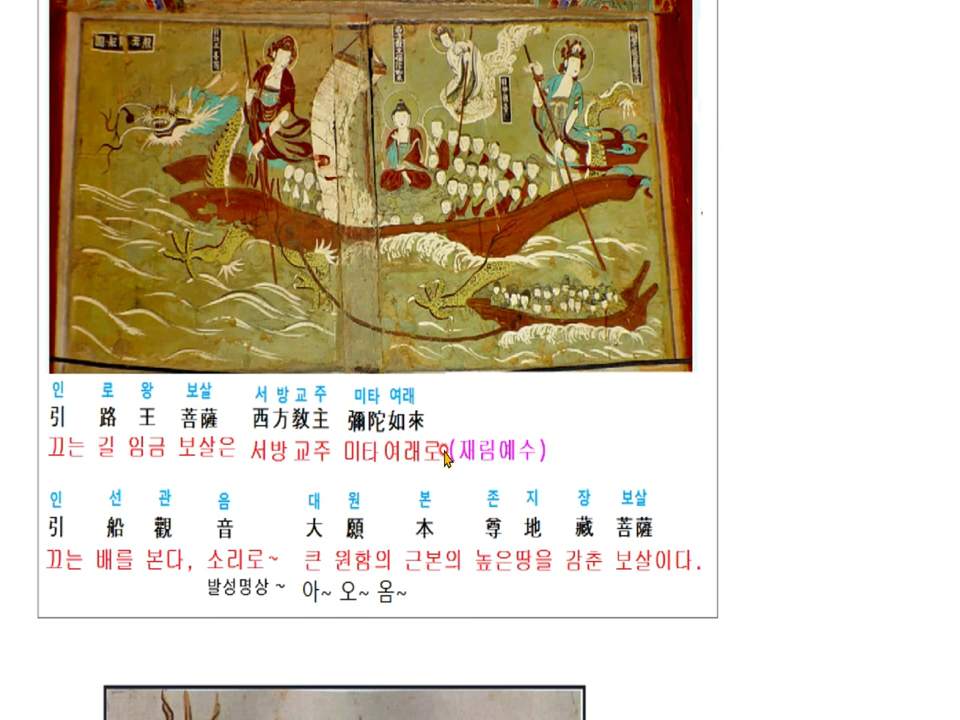 인 로 왕 보살 서 방 교 주 미타 여래
引 路 王 菩薩 西方敎主 彌陀如來
끄는 길 임금 보살은 서방 교주 미타 여래로 (재림예수)
인 선 관 음 대 원 본 존 지 장 보살
引 船 觀 音 大 願 本 尊 地 藏 菩薩
끄는 배를 본다, 소리로~ 큰 원함의 근본의 높은땅을 감춘 보살이다.
발성명상 ~ 아~ 오~ 옴~